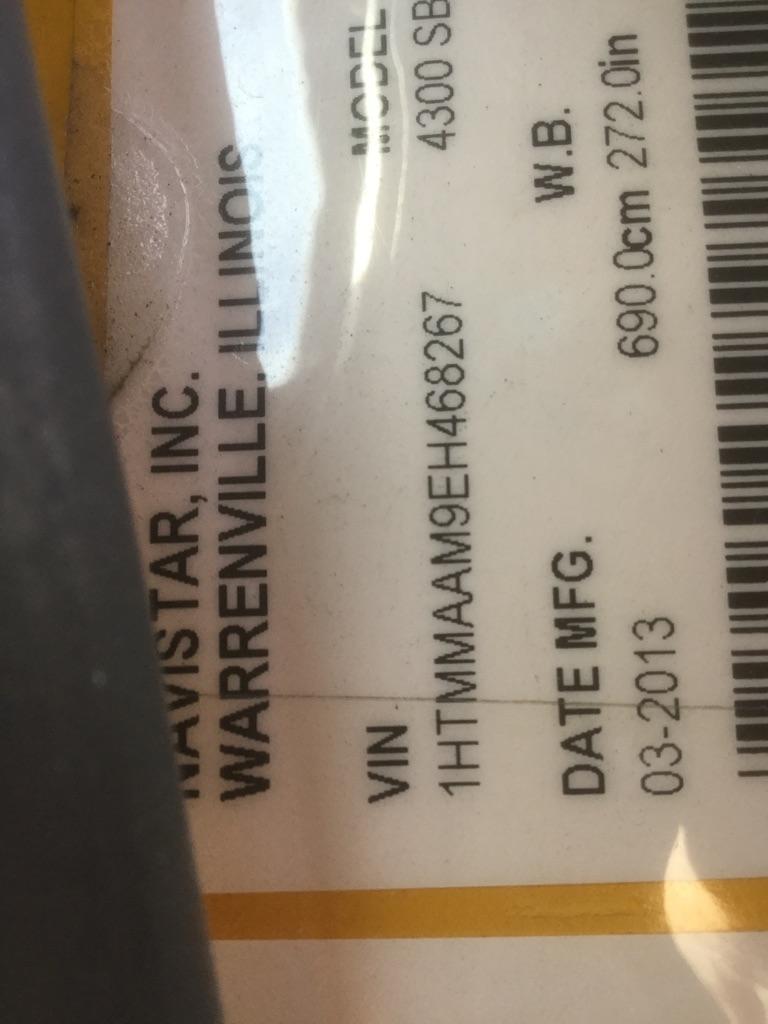 NAVISTAR, INC.
WARRENVILLE, ILLINOIS
VIN MODEL
1HTMMAAM9EH468267 4300 SB
DATE MFG. W.B.
03-2013 690.0cm 272.0in